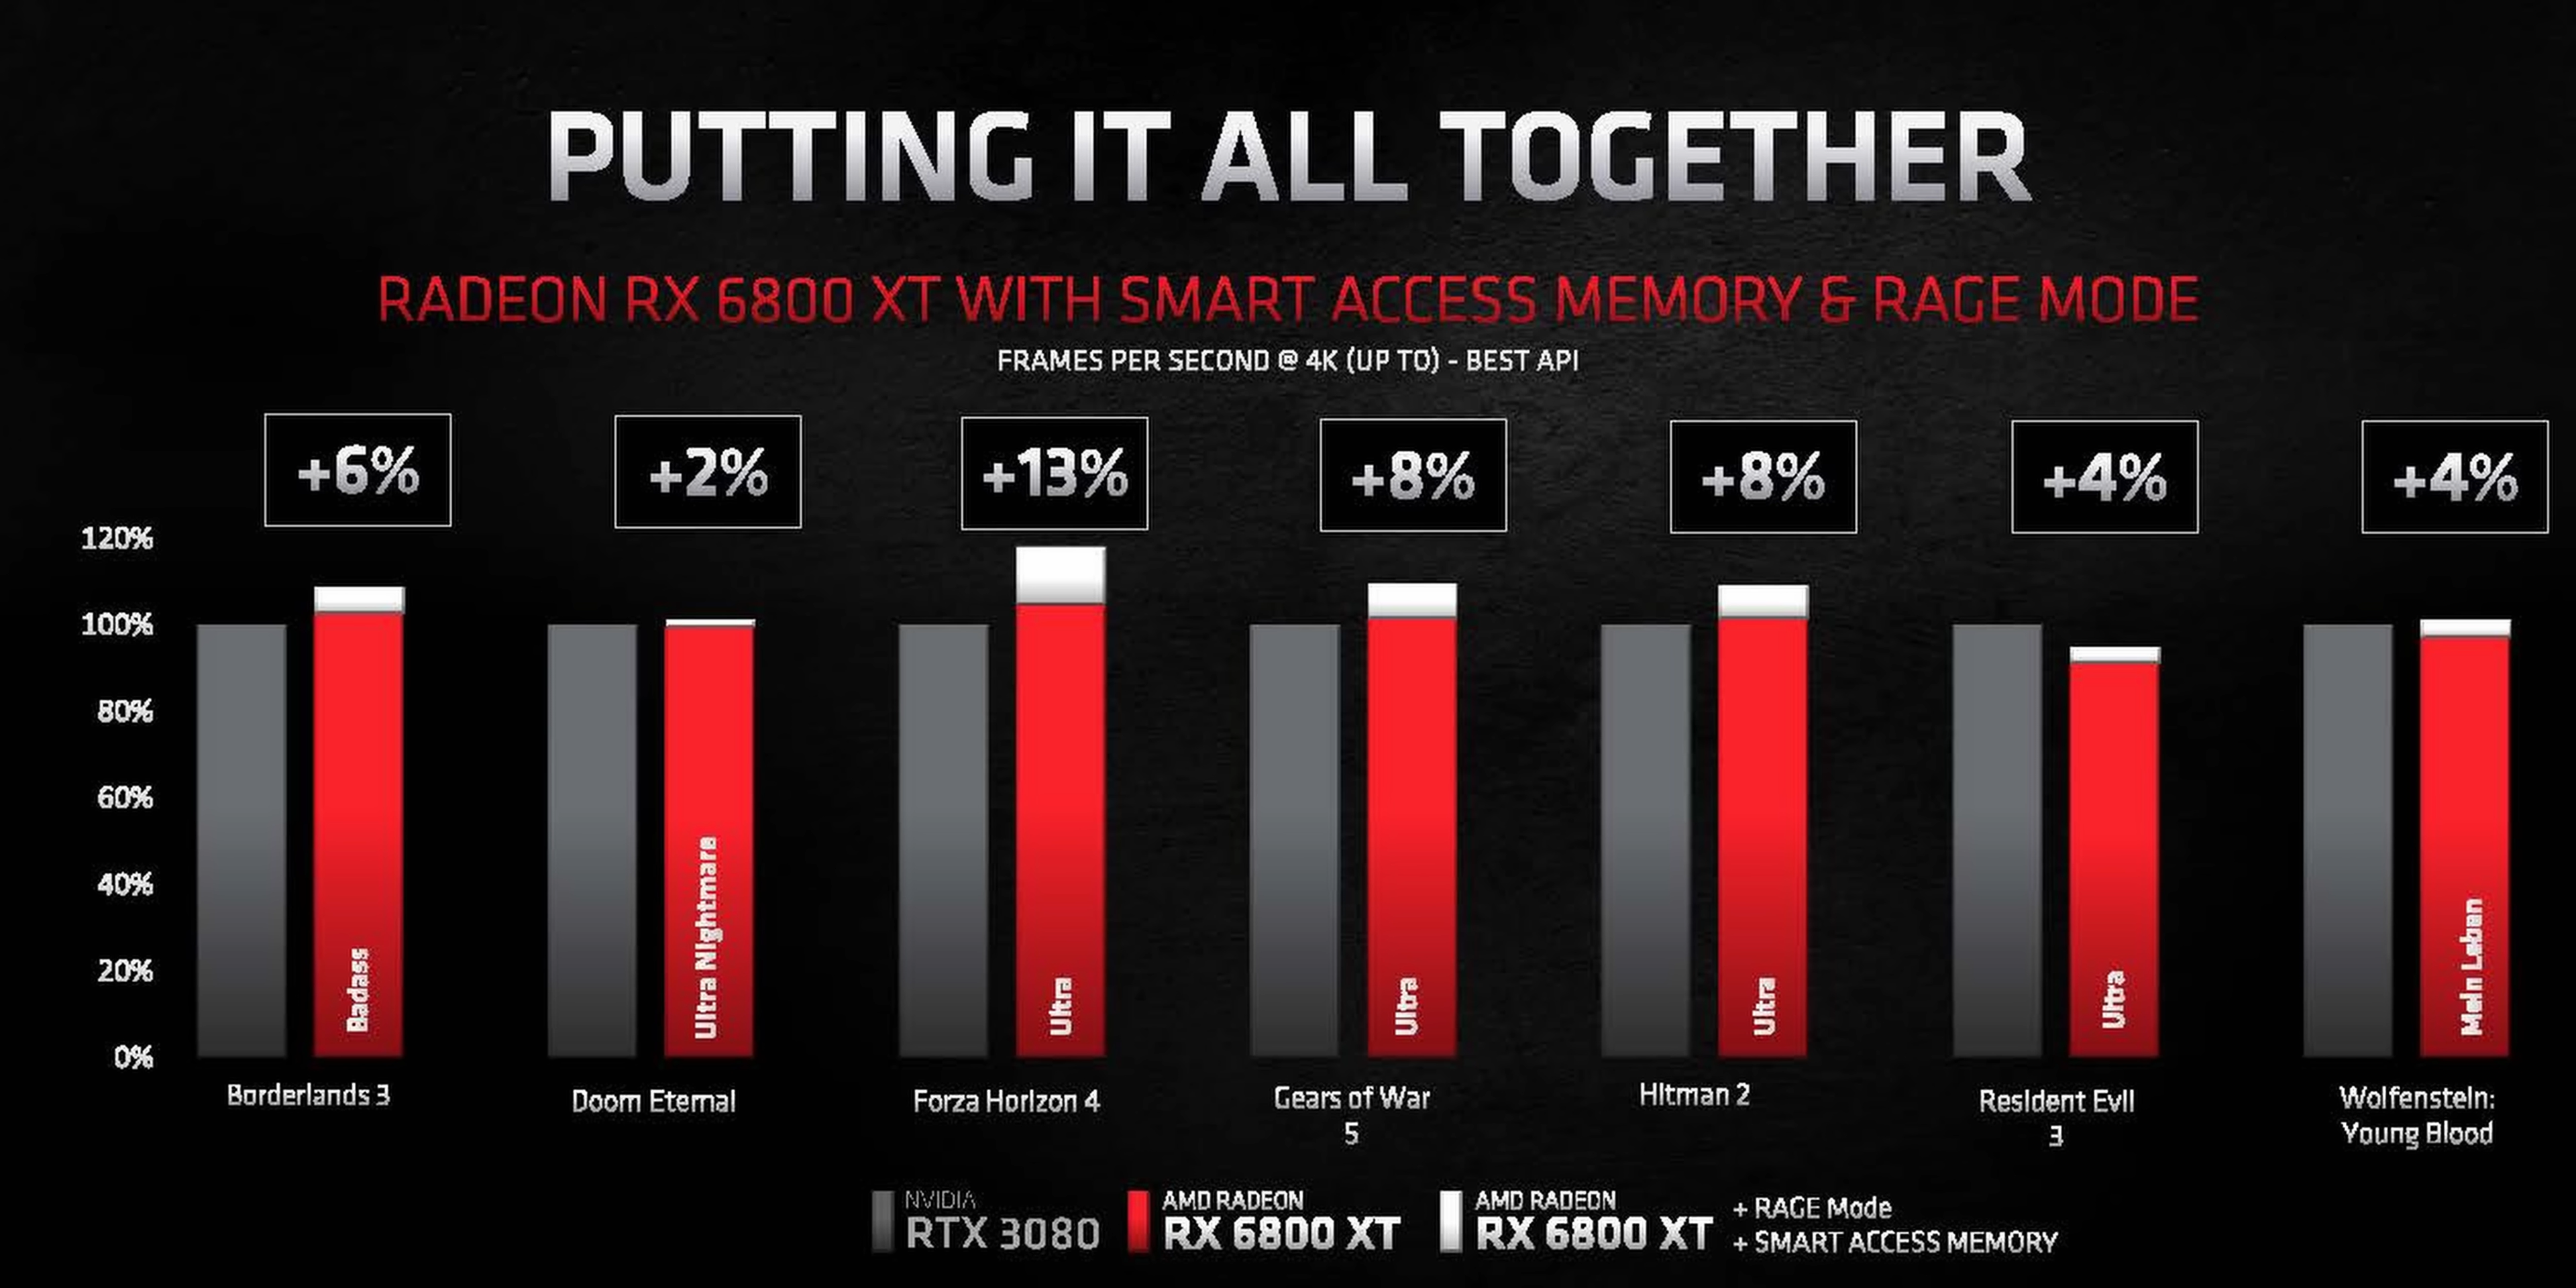 PUTTING IT ALL TOGETHER
RADEON RX 6800 XT WITH SMART ACCESS MEMORY & RAGE MODE
FRAMES PER SECOND @ 4K (UP TO) - BEST API
+6% +2% +13% +8% +8% +4% +4%
120%
100%
80%
60%
40%
20%
0%
Badass
Ultra Nightmare
Ultra
Ultra
Ultra
Ultra
Mein Leben
Borderlands 3
Doom Eternal
Forza Horizon 4
Gears of War
5
Hitman 2
Resident Evil
3
Wolfenstein:
Young Blood
NVIDIA
RTX 3080
AMD RADEON
RX 6800 XT
AMD RADEON
RX 6800 XT
+ RAGE Mode
+ SMART ACCESS MEMORY